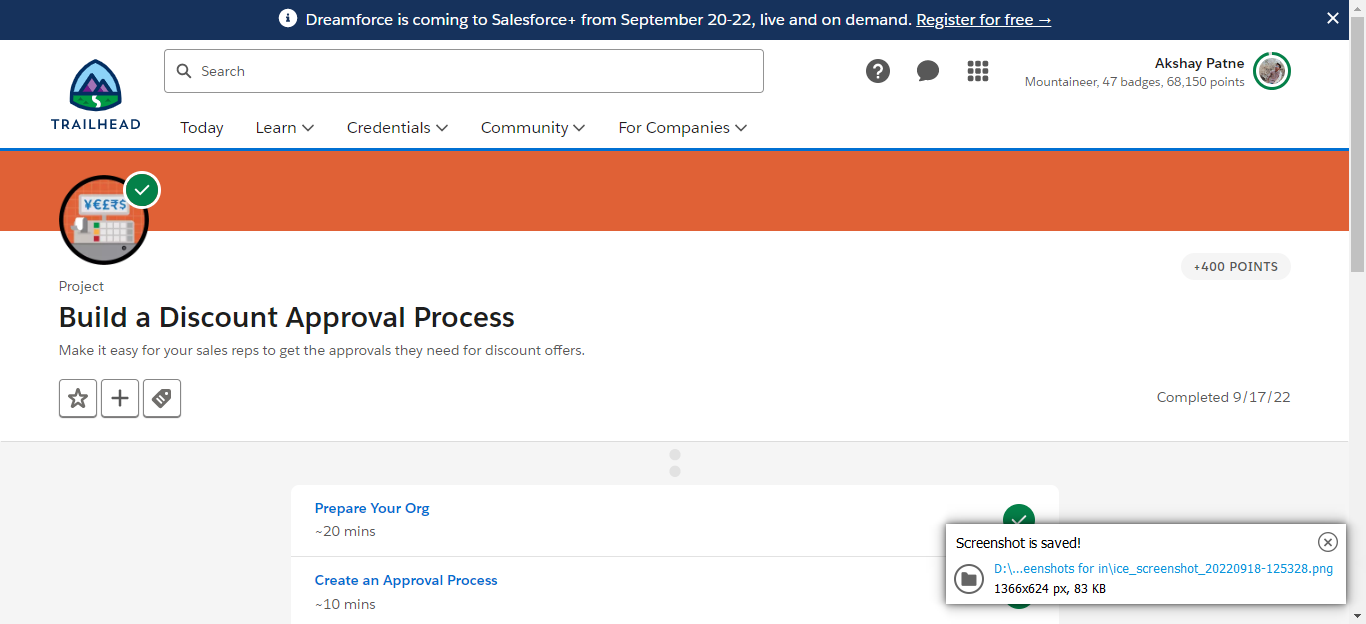 Dreamforce is coming to Salesforce+ from September 20-22, live and on demand. Register for free →
Search
Akshay Patne
Mountaineer, 47 badges, 68,150 points
TRAILHEAD
Today Learn Credentials Community For Companies
¥€£₹$
+400 POINTS
Project
Build a Discount Approval Process
Make it easy for your sales reps to get the approvals they need for discount offers.
Completed 9/17/22
Prepare Your Org
~20 mins
Create an Approval Process
~10 mins
Screenshot is saved!
D:\...eenshots for in\ice_screenshot_20220918-125328.png
1366x624 px, 83 KB